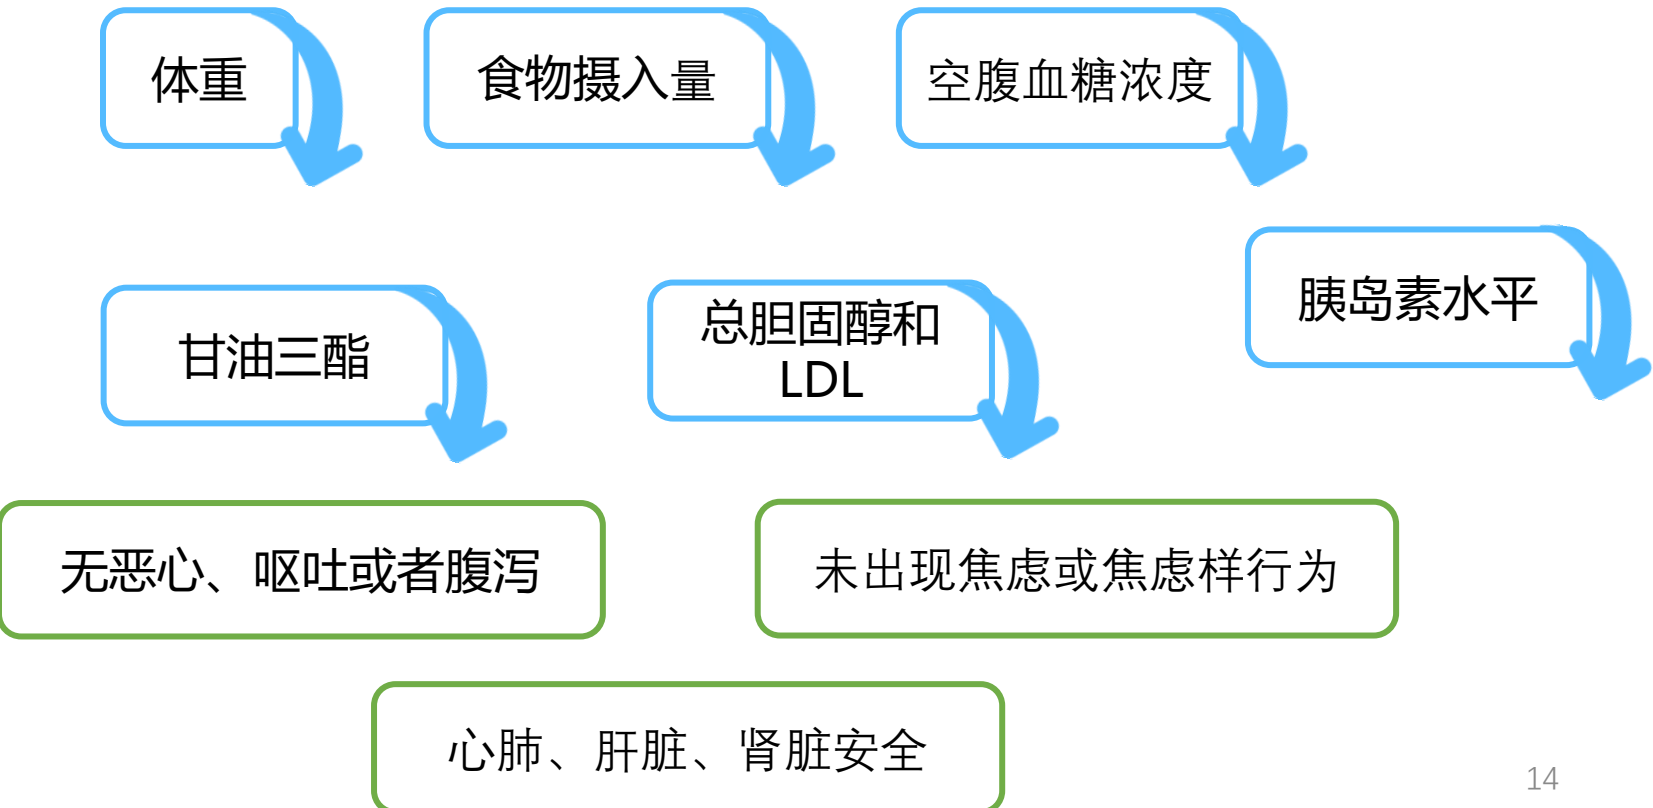 体重
食物摄入量
空腹血糖浓度
胰岛素水平
甘油三酯
总胆固醇和
LDL
无恶心、呕吐或者腹泻
未出现焦虑或焦虑样行为
心肺、肝脏、肾脏安全
14